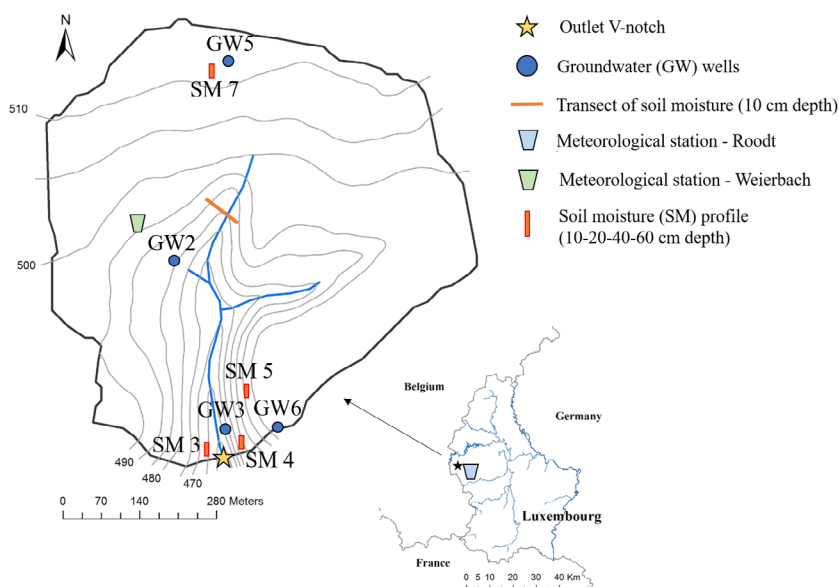 N
GW5
SM 7
510
GW2
500
SM 5
GW3
GW6
SM 3
SM 4
490
480
470
0 70 140 280 Meters
Outlet V-notch
Groundwater (GW) wells
Transect of soil moisture (10 cm depth)
Meteorological station - Roodt
Meteorological station - Weierbach
Soil moisture (SM) profile
(10-20-40-60 cm depth)
Belgium
Germany
Luxembourg
France
0 5 10 20 30 40 Km